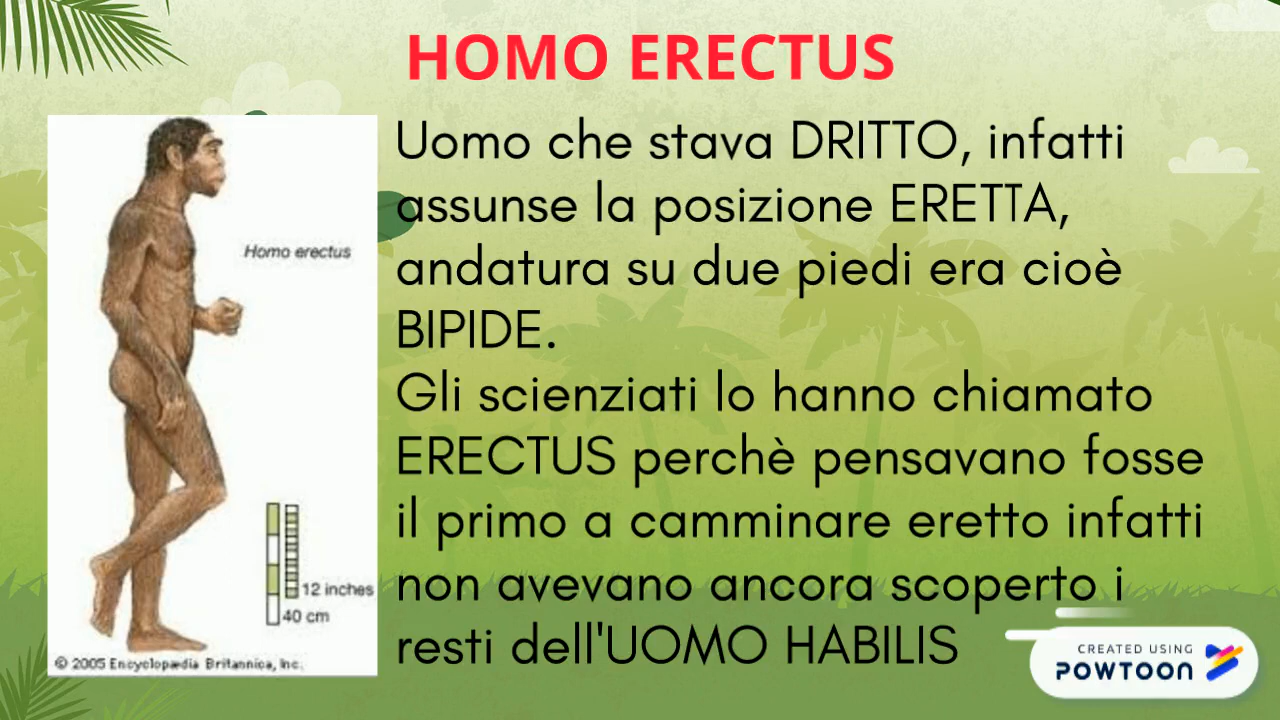 HOMO ERECTUS
Uomo che stava DRITTO, infatti
assunse la posizione ERETTA,
andatura su due piedi era cioè
BIPIDE.
Gli scienziati lo hanno chiamato
ERECTUS perchè pensavano fosse
il primo a camminare eretto infatti
non avevano ancora scoperto i
resti dell'UOMO HABILIS
Homo erectus
12 inches
40 cm
© 2005 Encyclopædia Britannica, Inc.
CREATED USING
POWTOON